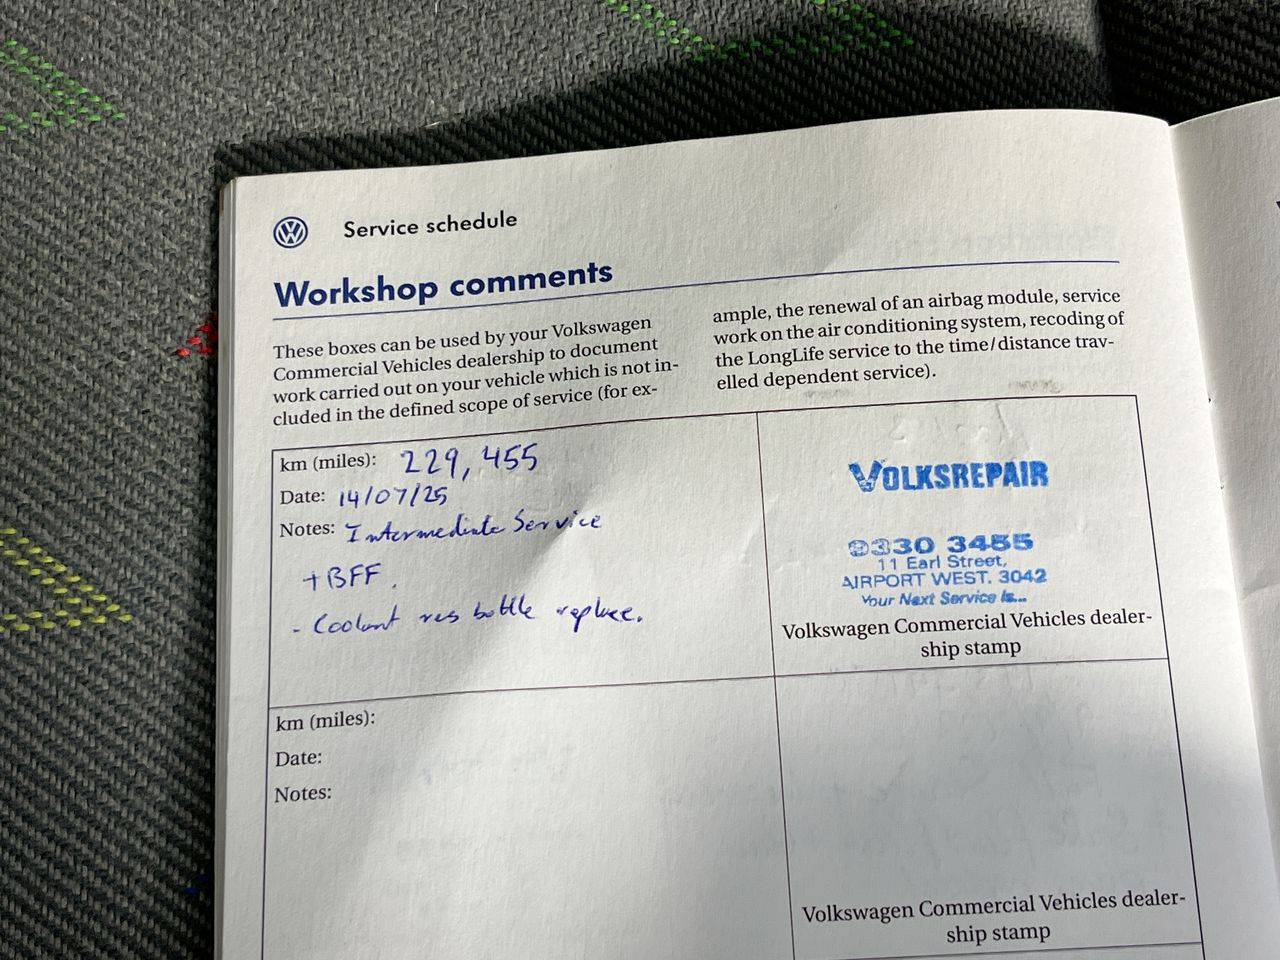 Service schedule
Workshop comments
These boxes can be used by your Volkswagen
Commercial Vehicles dealership to document
work carried out on your vehicle which is not in-
cluded in the defined scope of service (for ex-
ample, the renewal of an airbag module, service
work on the air conditioning system, recoding of
the LongLife service to the time/distance trav-
elled dependent service).
km (miles): 229,455
Date: 14/07/25
Notes: Intermediate Service
+ BFF.
- Coolant res bottle replace.
VOLKSREPAIR
9330 3455
11 Earl Street,
AIRPORT WEST. 3042
Your Next Service Is...
Volkswagen Commercial Vehicles dealer-
ship stamp
km (miles):
Date:
Notes:
Volkswagen Commercial Vehicles dealer-
ship stamp